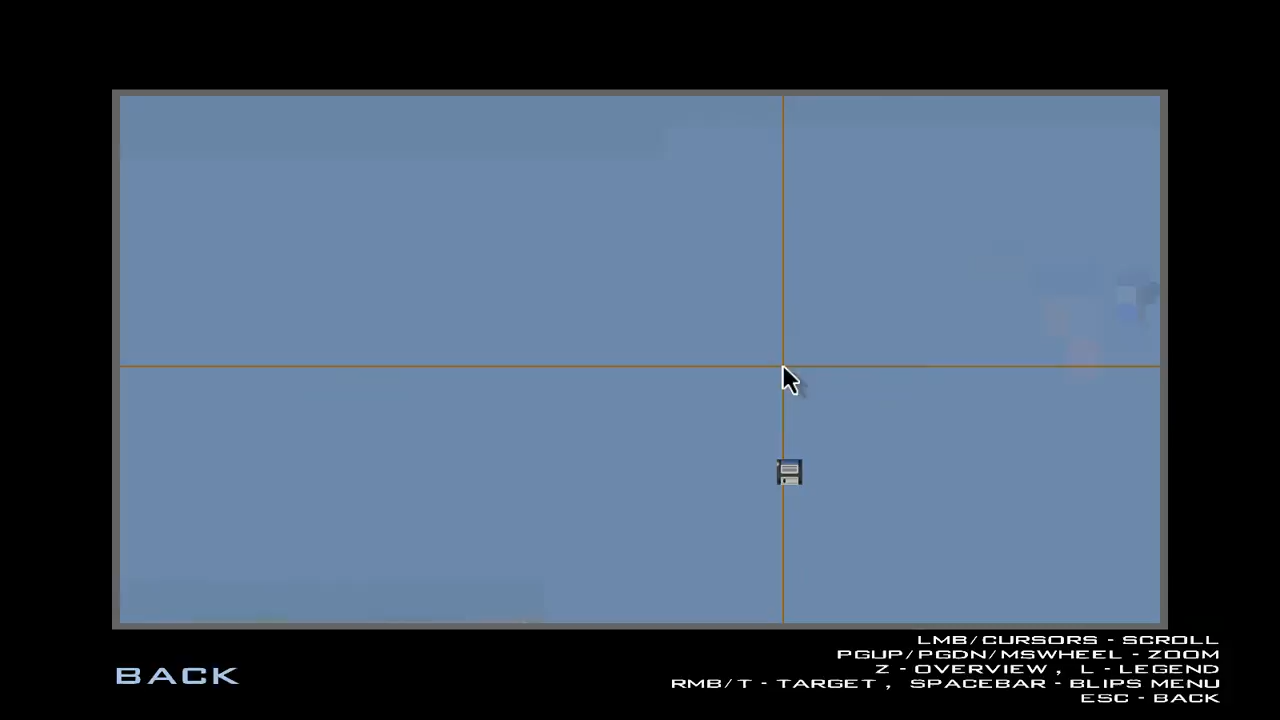 LMB/CURSORS - SCROLL
PGUP/PGDN/MSWHEEL - ZOOM
Z - OVERVIEW , L - LEGEND
BACK
RMB/T - TARGET , SPACEBAR - BLIPS MENU
ESC - BACK